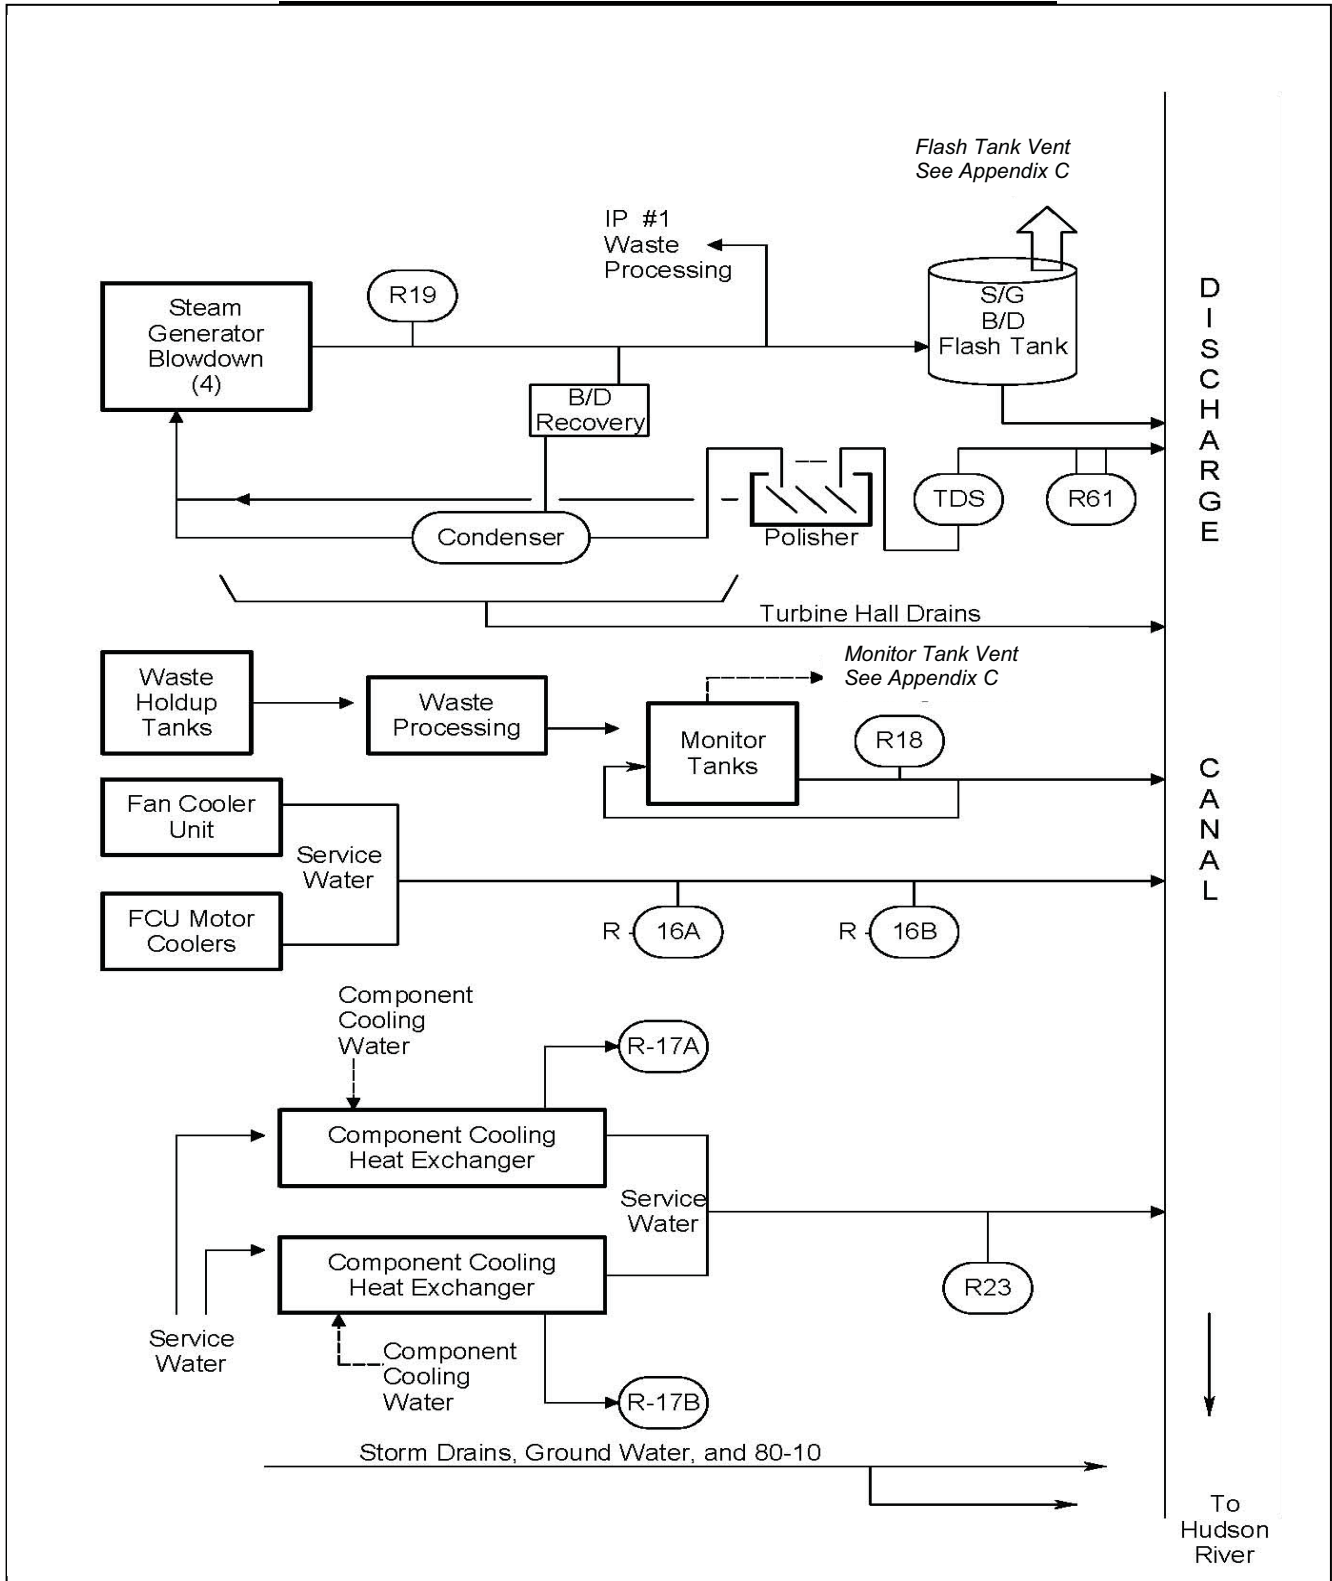 Flash Tank Vent
See Appendix C
IP #1
Waste
Processing
R19
Steam
Generator
Blowdown
(4)
S/G
B/D
Flash Tank
B/D
Recovery
TDS
R61
Condenser
Polisher
Turbine Hall Drains
Monitor Tank Vent
See Appendix C
Waste
Holdup
Tanks
Waste
Processing
Monitor
Tanks
R18
Fan Cooler
Unit
Service
Water
FCU Motor
Coolers
R - 16A
R - 16B
Component
Cooling
Water
R-17A
Component Cooling
Heat Exchanger
Service
Water
Component Cooling
Heat Exchanger
R23
Service
Water
Component
Cooling
Water
R-17B
Storm Drains, Ground Water, and 80-10
DISCHARGE
CANAL
To
Hudson
River